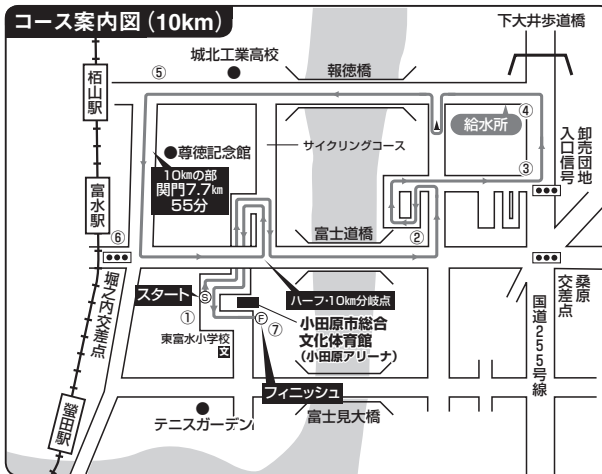 コース案内図(10km)
下大井歩道橋
城北工業高校
報徳橋
⑤
④
給水所
栢山駅
尊徳記念館
サイクリングコース
卸売団地
入口信号
③
10kmの部
関門7.7km
55分
富水駅
⑥
富士道橋
②
堀之内交差点
スタート
S
ハーフ・10km分岐点
桑原
交差点
国道255号線
①
F
⑦
小田原市総合
文化体育館
(小田原アリーナ)
東富水小学校
文
フィニッシュ
螢田駅
テニスガーデン
富士見大橋